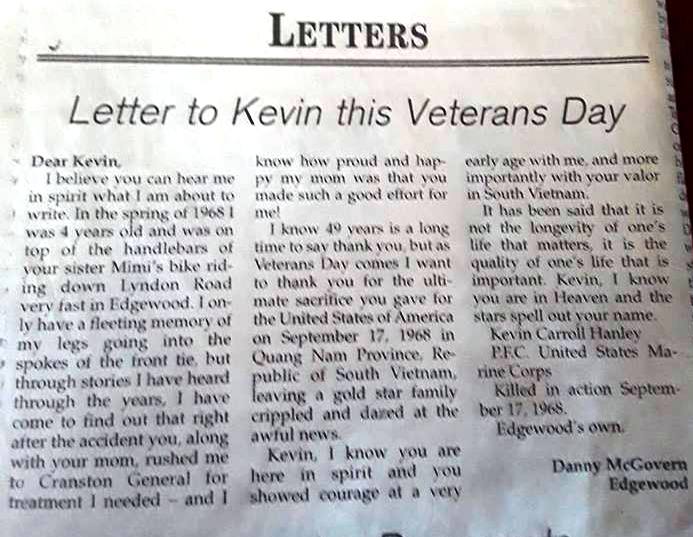 LETTERS
Letter to Kevin this Veterans Day
Dear Kevin,
I believe you can hear me
in spirit what I am about to
write. In the spring of 1968 I
was 4 years old and was on
top of the handlebars of
your sister Mimi's bike rid-
ing down Lyndon Road
very fast in Edgewood. I on-
ly have a fleeting memory of
my legs going into the
spokes of the front tie, but
through stories I have heard
through the years, I have
come to find out that right
after the accident you, along
with your mom, rushed me
to Cranston General for
treatment I needed – and I
know how proud and hap-
py my mom was that you
made such a good effort for
me!
I know 49 years is a long
time to say thank you, but as
Veterans Day comes I want
to thank you for the ulti-
mate sacrifice you gave for
the United States of America
on September 17, 1968 in
Quang Nam Province, Re-
public of South Vietnam,
leaving a gold star family
crippled and dazed at the
awful news.
Kevin, I know you are
here in spirit and you
showed courage at a very
early age with me, and more
importantly with your valor
in South Vietnam.
It has been said that it is
not the longevity of one's
life that matters, it is the
quality of one's life that is
important. Kevin, I know
you are in Heaven and the
stars spell out your name.
Kevin Carroll Hanley
P.F.C. United States Ma-
rine Corps
Killed in action Septem-
ber 17, 1968.
Edgewood's own.
Danny McGovern
Edgewood